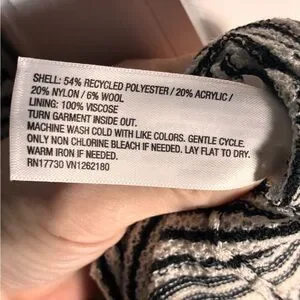 SHELL: 54% RECYCLED POLYESTER / 20% ACRYLIC /
20% NYLON / 6% WOOL
LINING: 100% VISCOSE
TURN GARMENT INSIDE OUT.
MACHINE WASH COLD WITH LIKE COLORS. GENTLE CYCLE.
ONLY NON CHLORINE BLEACH IF NEEDED. LAY FLAT TO DRY.
WARM IRON IF NEEDED.
RN17730 VN1262180